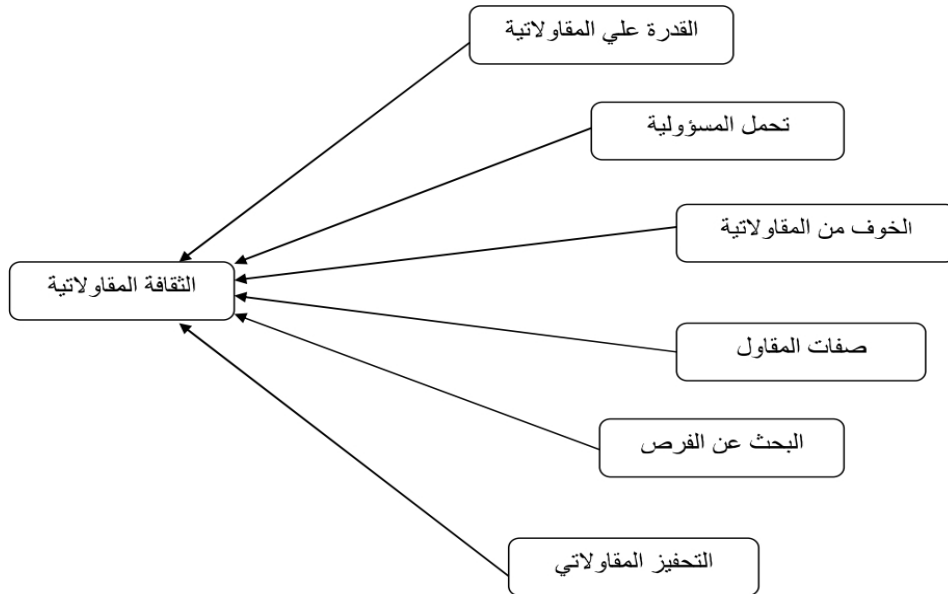 القدرة علي المقاولاتية
تحمل المسؤولية
الخوف من المقاولاتية
الثقافة المقاولاتية
صفات المقاول
البحث عن الفرص
التحفيز المقاولاتي